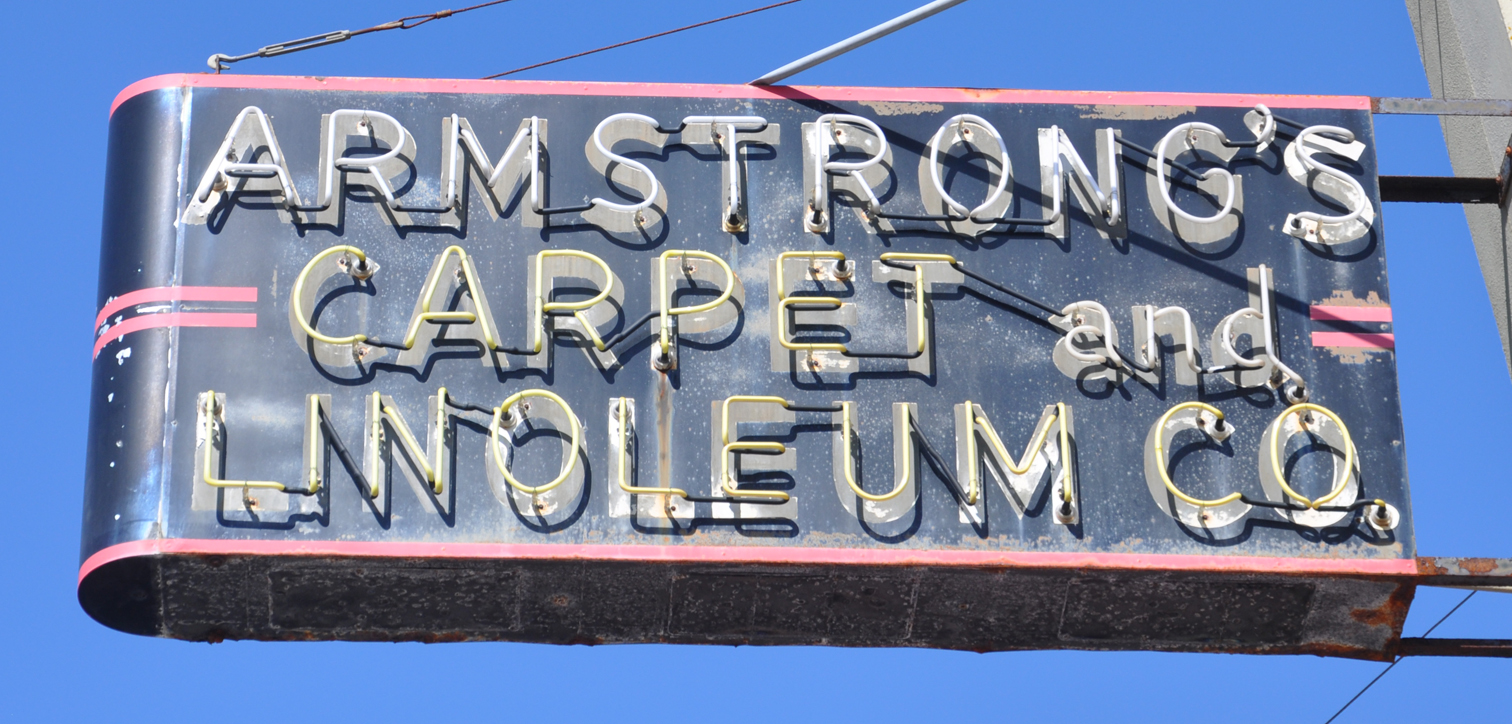 ARMSTRONG'S
CARPET and
LINOLEUM CO.